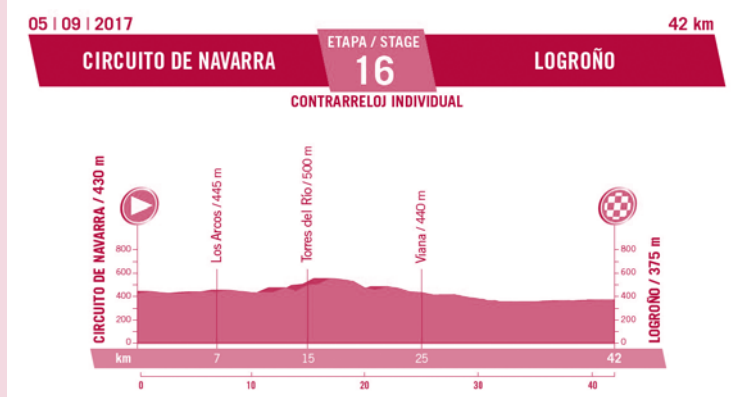 05 | 09 | 2017
42 km
CIRCUITO DE NAVARRA
ETAPA / STAGE
16
LOGROÑO
CONTRARRELOJ INDIVIDUAL
CIRCUITO DE NAVARRA / 430 m
Los Arcos / 445 m
Torres del Río / 500 m
Viana / 440 m
LOGROÑO / 375 m
800 800
600 600
400 400
200 200
0 0
km 7 15 25 42
0 10 20 30 40